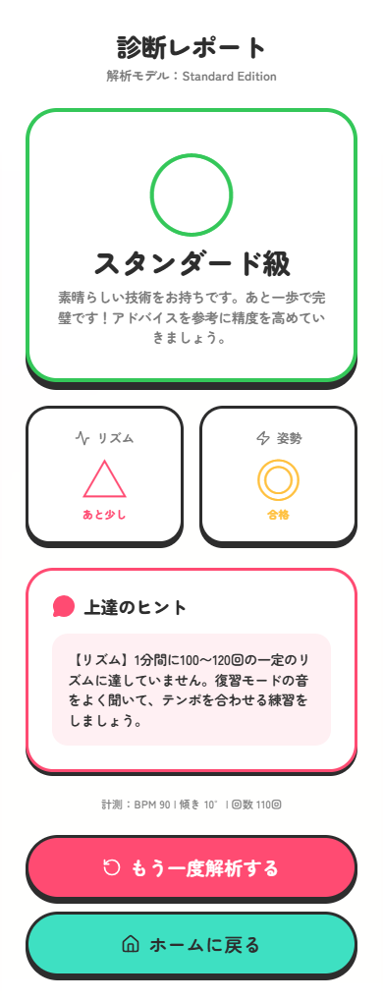 診断レポート
解析モデル：Standard Edition
スタンダード級
素晴らしい技術をお持ちです。あと一歩で完
璧です！アドバイスを参考に精度を高めてい
きましょう。
リズム
あと少し
姿勢
合格
上達のヒント
【リズム】1分間に100〜120回の一定のリ
ズムに達していません。復習モードの音
をよく聞いて、テンポを合わせる練習を
しましょう。
計測：BPM 90 | 傾き 10° | 回数 110回
もう一度解析する
ホームに戻る